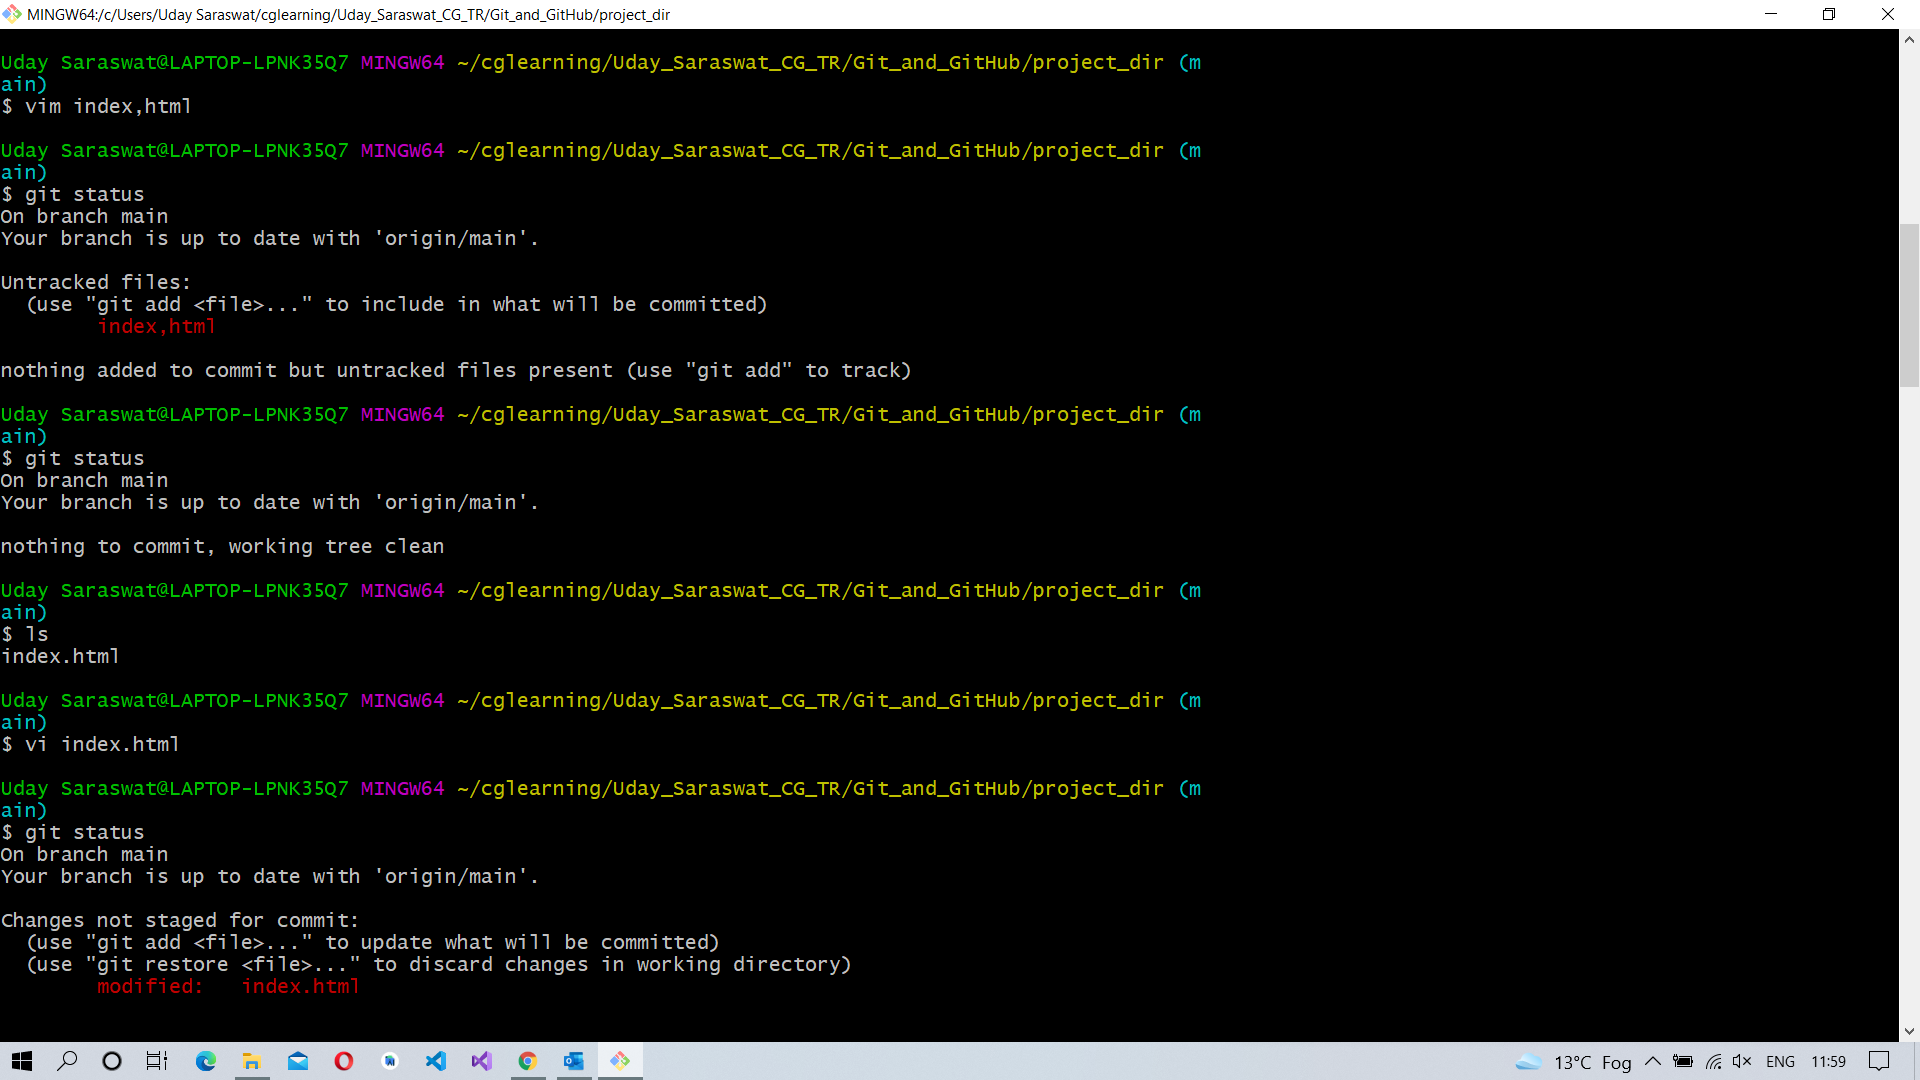 MINGW64:/c/Users/Uday Saraswat/cglearning/Uday_Saraswat_CG_TR/Git_and_GitHub/project_dir
Uday Saraswat@LAPTOP-LPNK35Q7 MINGW64 ~/cglearning/Uday_Saraswat_CG_TR/Git_and_GitHub/project_dir (m
ain)
$ vim index,html
Uday Saraswat@LAPTOP-LPNK35Q7 MINGW64 ~/cglearning/Uday_Saraswat_CG_TR/Git_and_GitHub/project_dir (m
ain)
$ git status
On branch main
Your branch is up to date with 'origin/main'.
Untracked files:
  (use "git add <file>..." to include in what will be committed)
        index,html
nothing added to commit but untracked files present (use "git add" to track)
Uday Saraswat@LAPTOP-LPNK35Q7 MINGW64 ~/cglearning/Uday_Saraswat_CG_TR/Git_and_GitHub/project_dir (m
ain)
$ git status
On branch main
Your branch is up to date with 'origin/main'.
nothing to commit, working tree clean
Uday Saraswat@LAPTOP-LPNK35Q7 MINGW64 ~/cglearning/Uday_Saraswat_CG_TR/Git_and_GitHub/project_dir (m
ain)
$ ls
index.html
Uday Saraswat@LAPTOP-LPNK35Q7 MINGW64 ~/cglearning/Uday_Saraswat_CG_TR/Git_and_GitHub/project_dir (m
ain)
$ vi index.html
Uday Saraswat@LAPTOP-LPNK35Q7 MINGW64 ~/cglearning/Uday_Saraswat_CG_TR/Git_and_GitHub/project_dir (m
ain)
$ git status
On branch main
Your branch is up to date with 'origin/main'.
Changes not staged for commit:
  (use "git add <file>..." to update what will be committed)
  (use "git restore <file>..." to discard changes in working directory)
        modified:   index.html
13°C Fog ENG 11:59